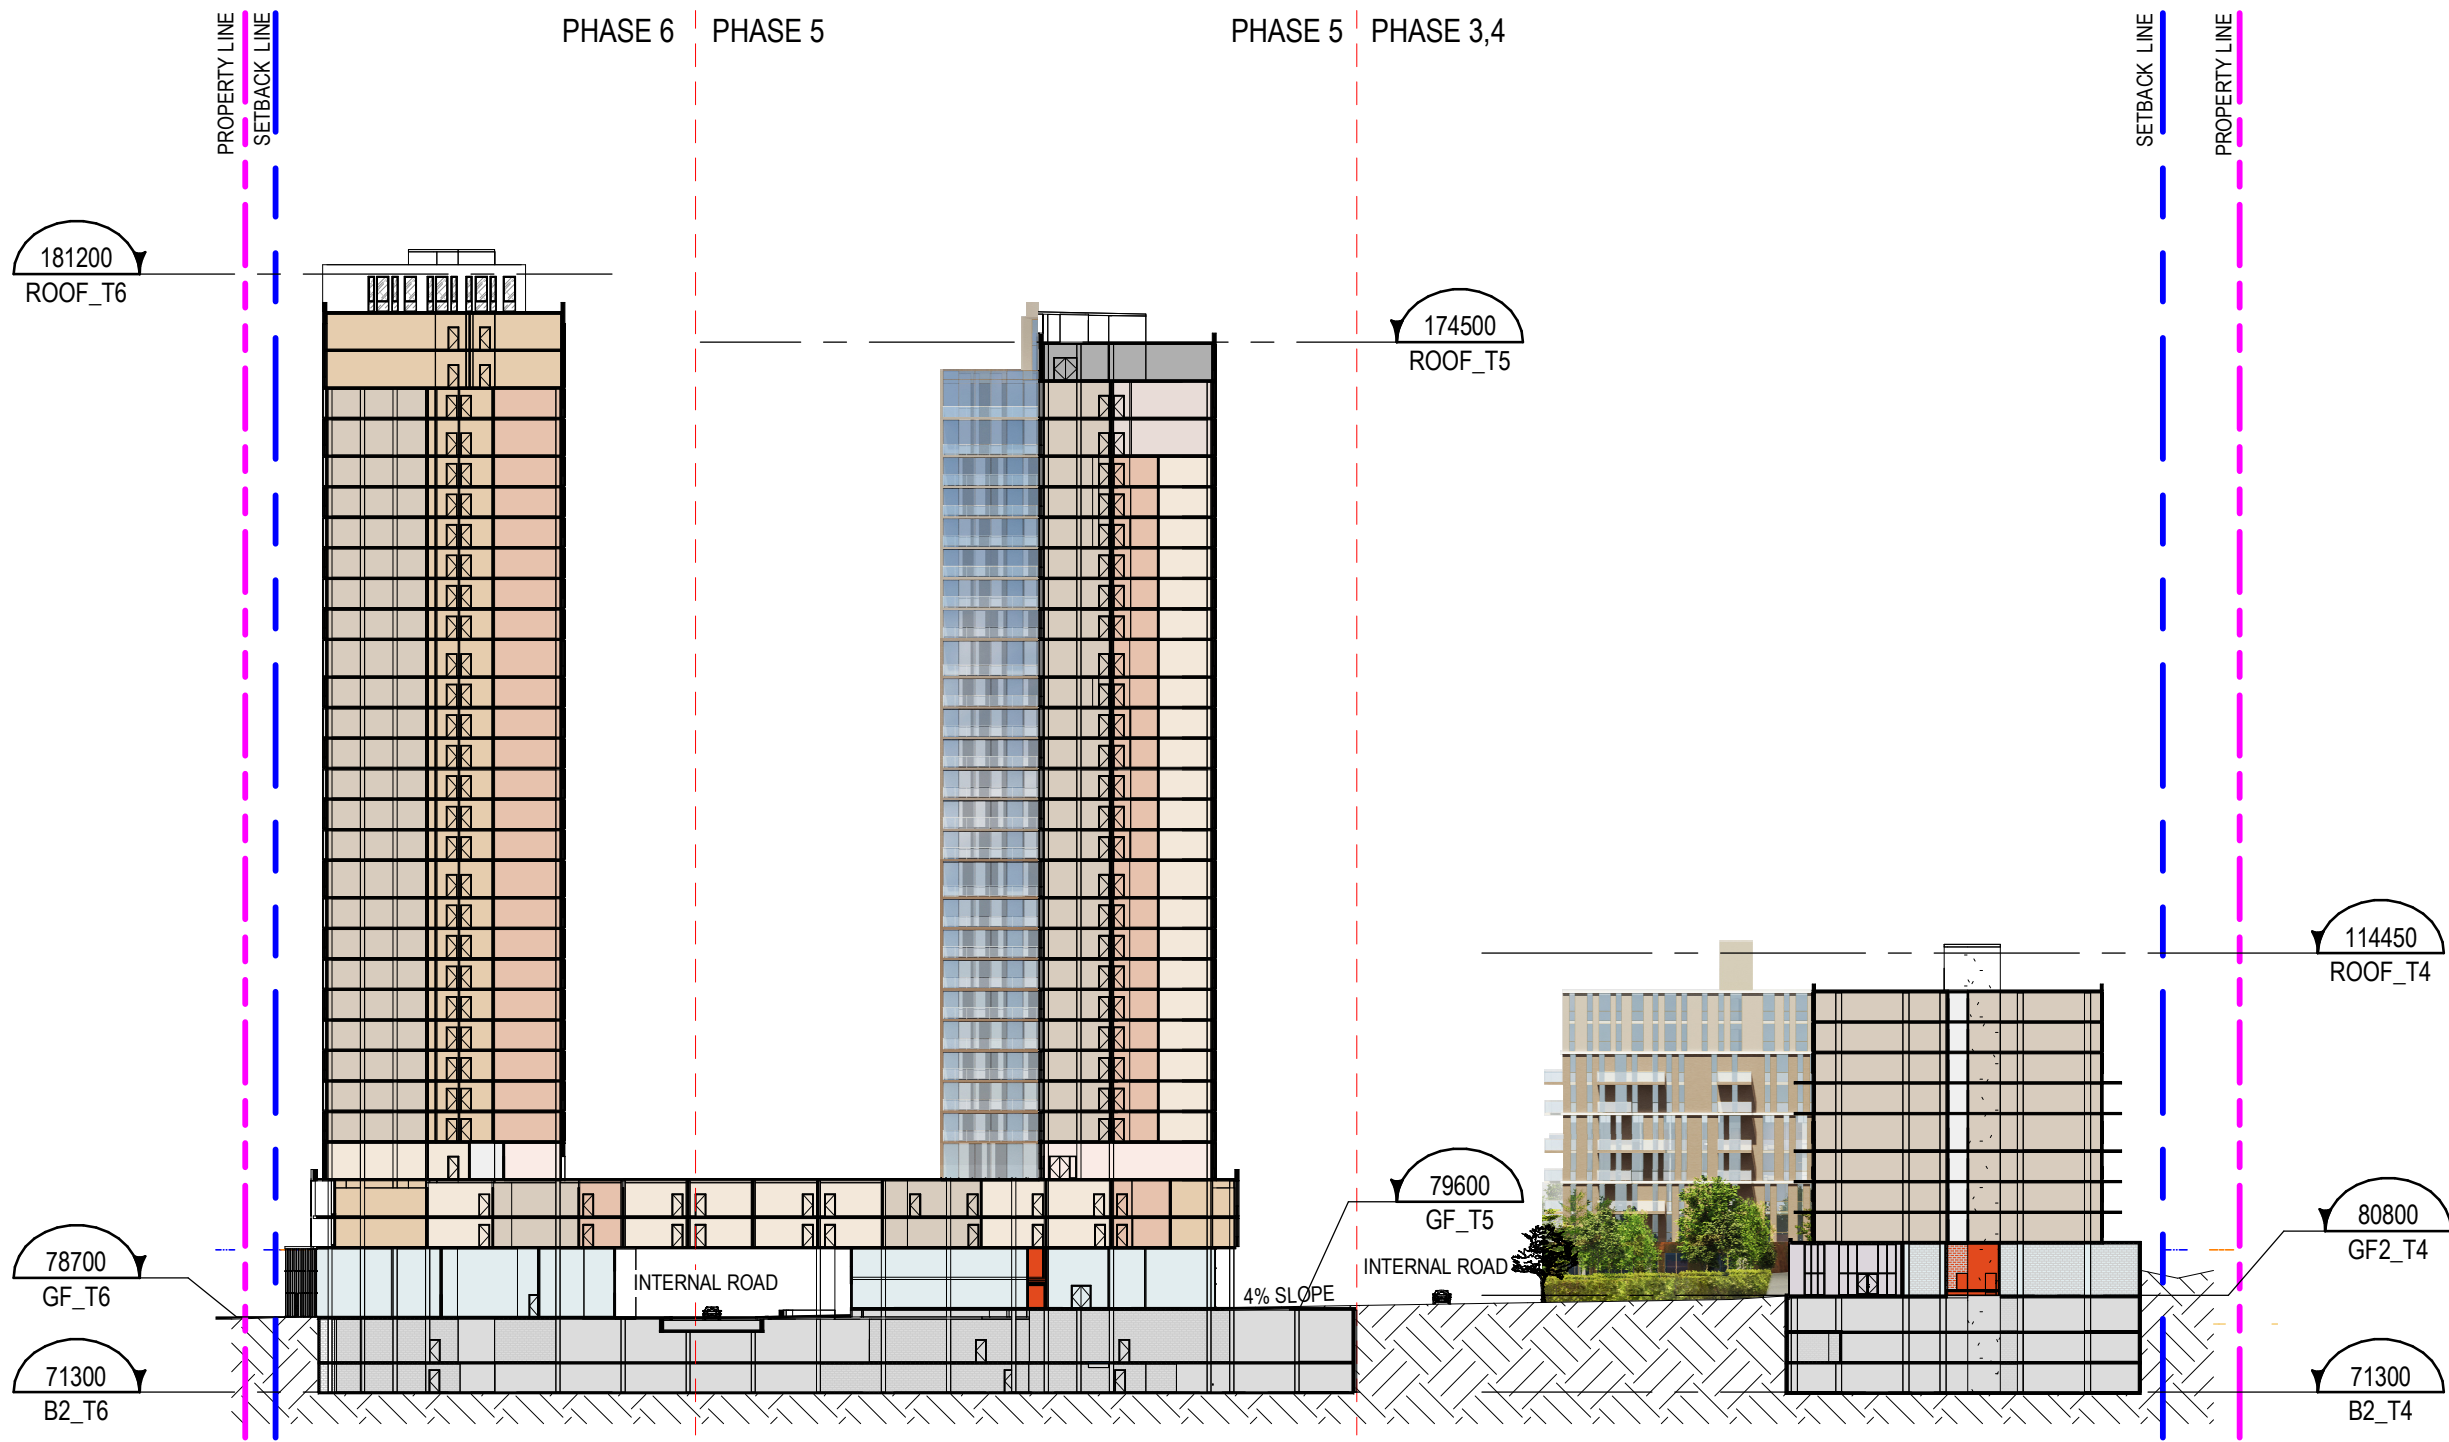 PROPERTY LINE
SETBACK LINE
PHASE 6
PHASE 5
PHASE 5
PHASE 3,4
SETBACK LINE
PROPERTY LINE
181200
ROOF_T6
174500
ROOF_T5
114450
ROOF_T4
79600
GF_T5
80800
GF2_T4
78700
GF_T6
INTERNAL ROAD
4% SLOPE
INTERNAL ROAD
71300
B2_T6
71300
B2_T4